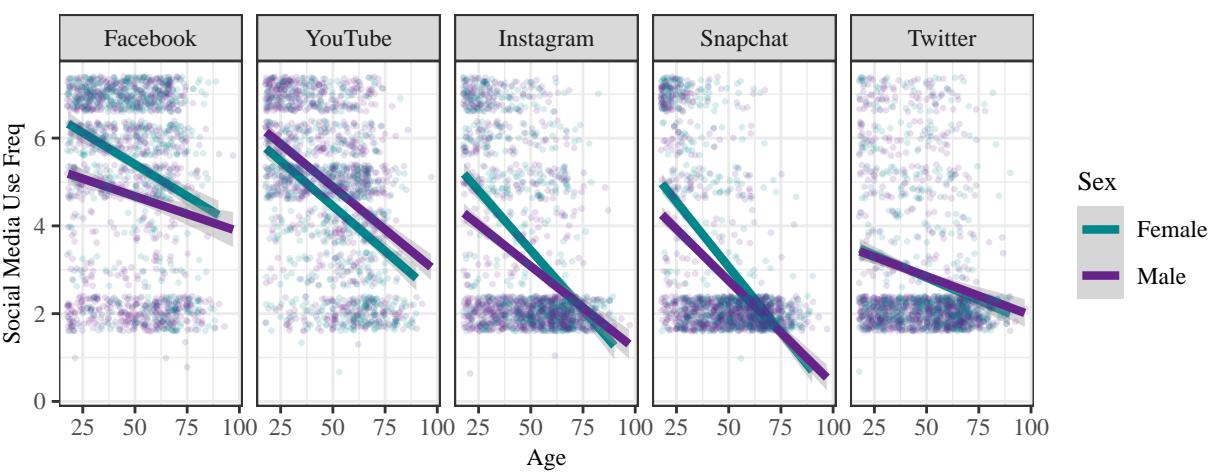 Facebook YouTube Instagram Snapchat Twitter
Social Media Use Freq
6
4
2
0
25 50 75 100 25 50 75 100 25 50 75 100 25 50 75 100 25 50 75 100
Age
Sex
Female
Male